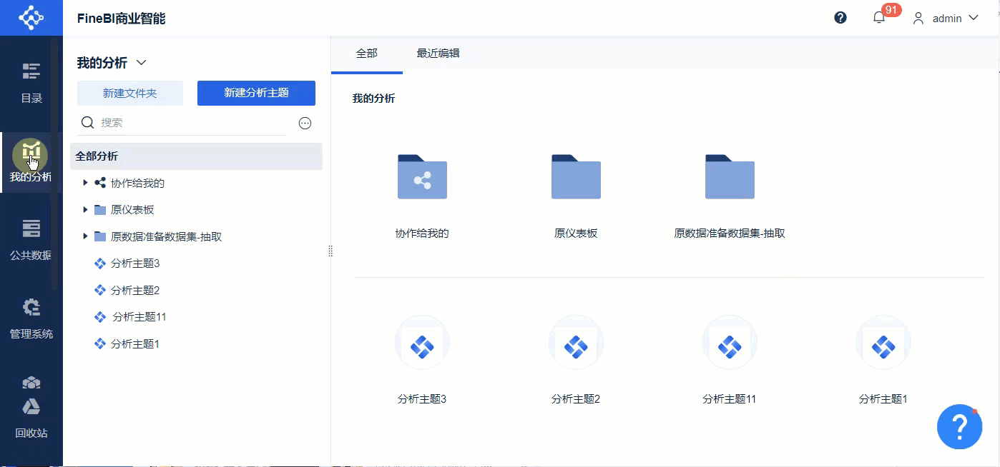 FineBI商业智能
91
admin
目录
我的分析
公共数据
管理系统
回收站
我的分析
新建文件夹
新建分析主题
搜索
全部分析
协作给我的
原仪表板
原数据准备数据集-抽取
分析主题3
分析主题2
分析主题11
分析主题1
全部
最近编辑
我的分析
协作给我的
原仪表板
原数据准备数据集-抽取
分析主题3
分析主题2
分析主题11
分析主题1